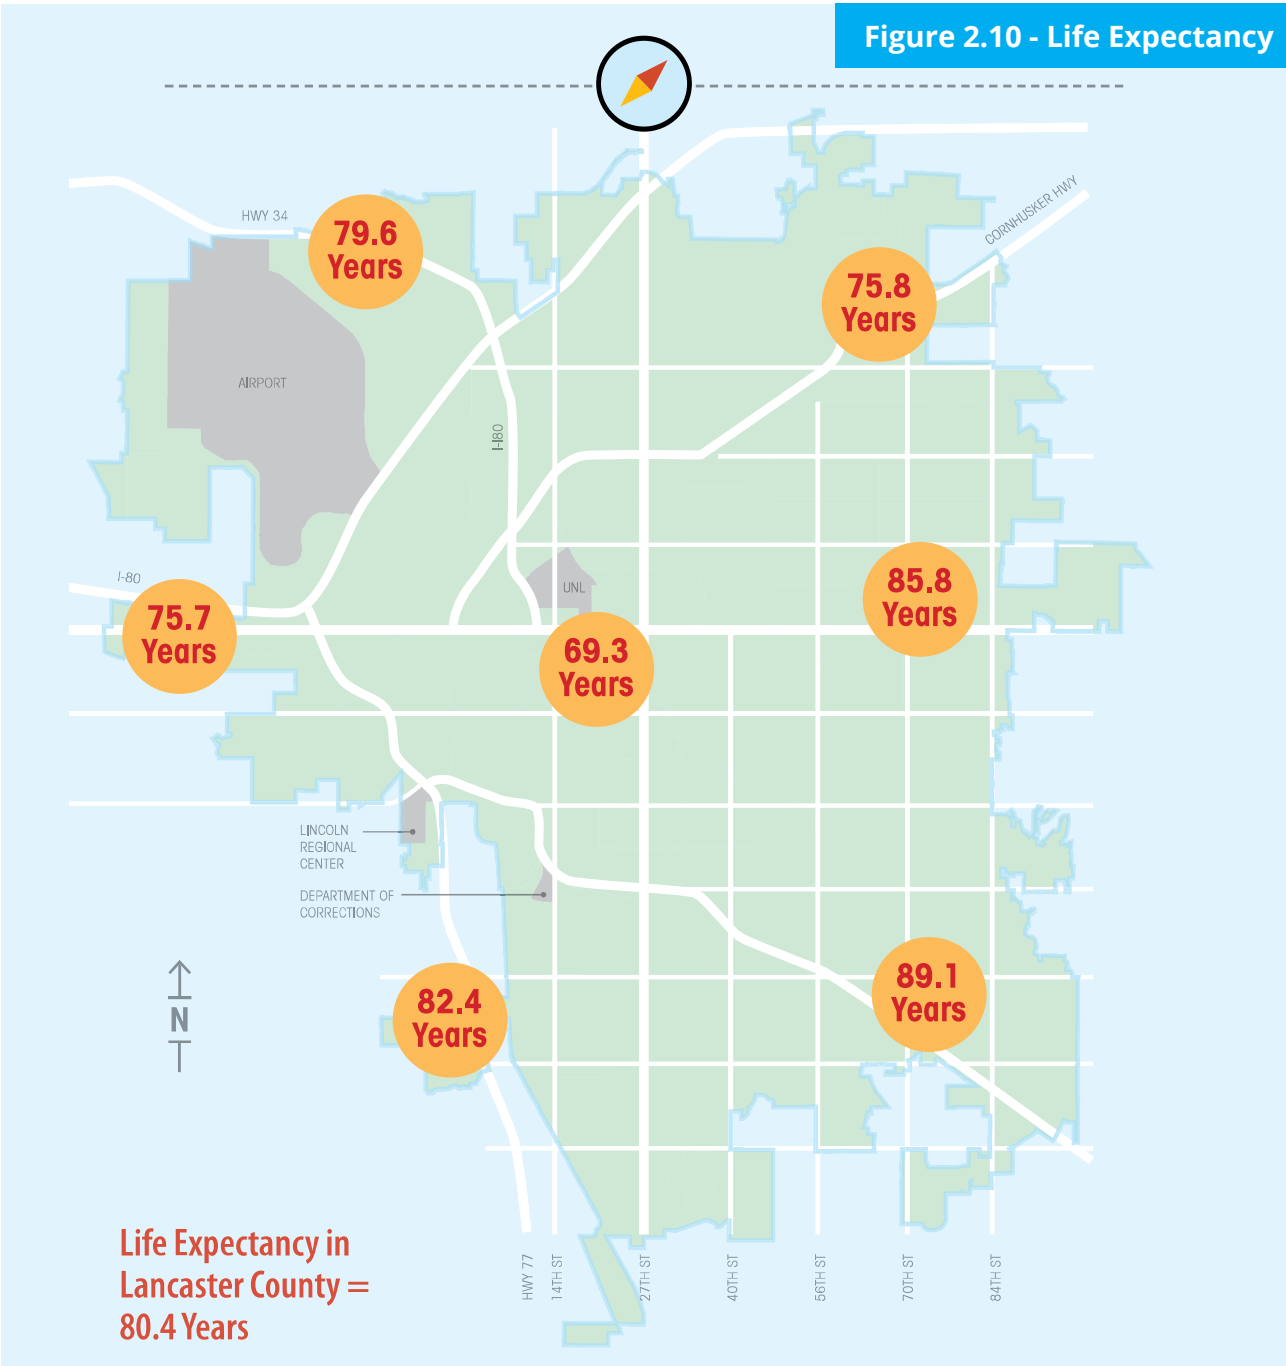 Figure 2.10 - Life Expectancy
HWY 34
CORNHUSKER HWY
79.6
Years
75.8
Years
AIRPORT
I-180
I-80
UNL
75.7
Years
85.8
Years
69.3
Years
LINCOLN
REGIONAL
CENTER
DEPARTMENT OF
CORRECTIONS
N
82.4
Years
89.1
Years
Life Expectancy in
Lancaster County =
80.4 Years
HWY 77
14TH ST
27TH ST
40TH ST
56TH ST
70TH ST
84TH ST